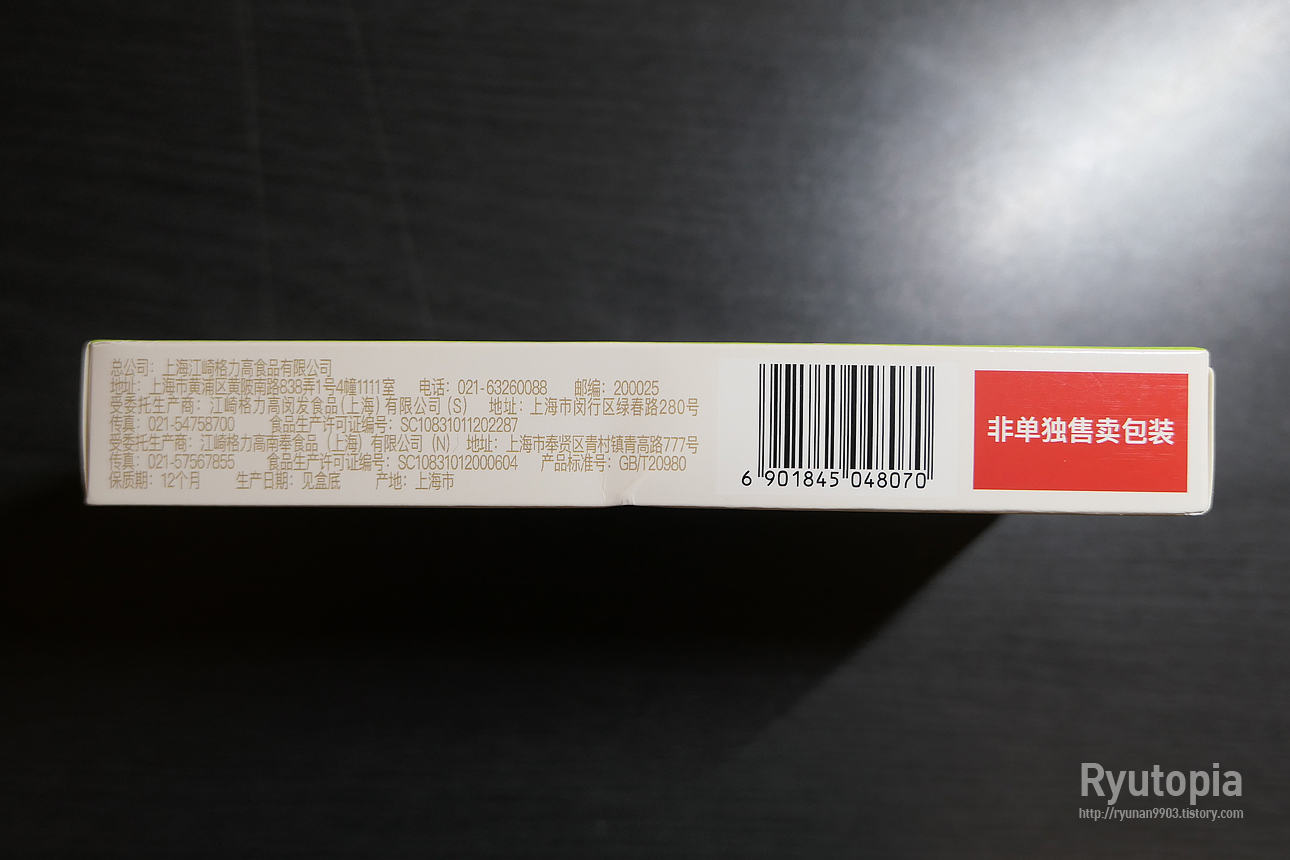 总公司：上海江崎格力高食品有限公司
地址：上海市黄浦区黄陂南路838弄1号4幢1111室 电话：021-63260088 邮编：200025
受委托生产商：江崎格力高闵发食品(上海)有限公司(S) 地址：上海市闵行区绿春路280号
传真：021-54758700 食品生产许可证编号：SC10831011202287
受委托生产商：江崎格力高南奉食品（上海）有限公司（N） 地址：上海市奉贤区青村镇青高路777号
传真：021-57567855 食品生产许可证编号：SC10831012000604 产品标准号：GB/T20980
保质期：12个月 生产日期：见盒底 产地：上海市
6 901845 048070
非单独售卖包装
Ryutopia
http://ryunan9903.tistory.com